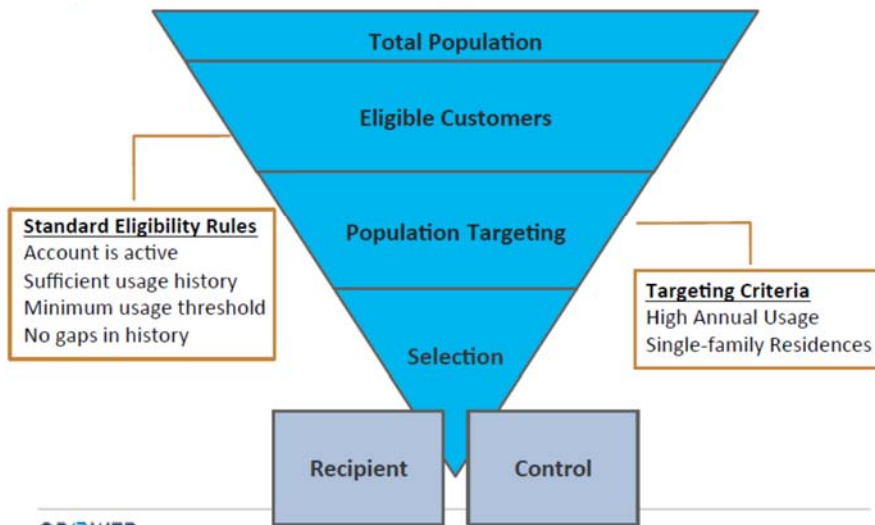 Total Population
Eligible Customers
Standard Eligibility Rules
Account is active
Sufficient usage history
Minimum usage threshold
No gaps in history
Population Targeting
Targeting Criteria
High Annual Usage
Single-family Residences
Selection
Recipient
Control